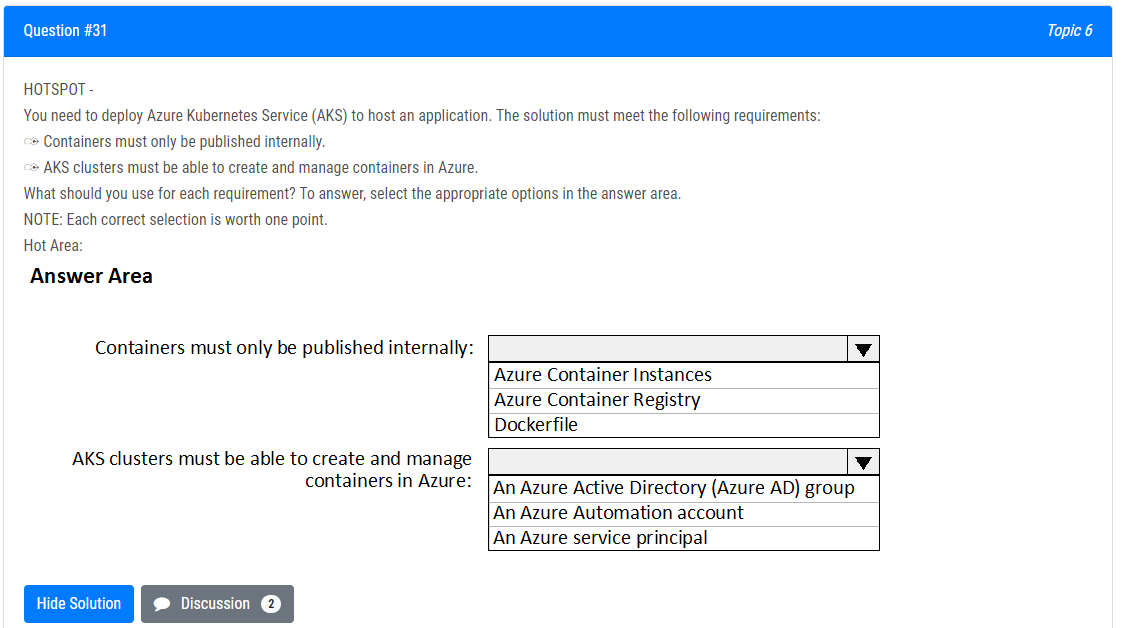 Question #31
Topic 6
HOTSPOT -
You need to deploy Azure Kubernetes Service (AKS) to host an application. The solution must meet the following requirements:
Containers must only be published internally.
AKS clusters must be able to create and manage containers in Azure.
What should you use for each requirement? To answer, select the appropriate options in the answer area.
NOTE: Each correct selection is worth one point.
Hot Area:
Answer Area
Containers must only be published internally:
Azure Container Instances
Azure Container Registry
Dockerfile
AKS clusters must be able to create and manage
containers in Azure:
An Azure Active Directory (Azure AD) group
An Azure Automation account
An Azure service principal
Hide Solution
Discussion 2